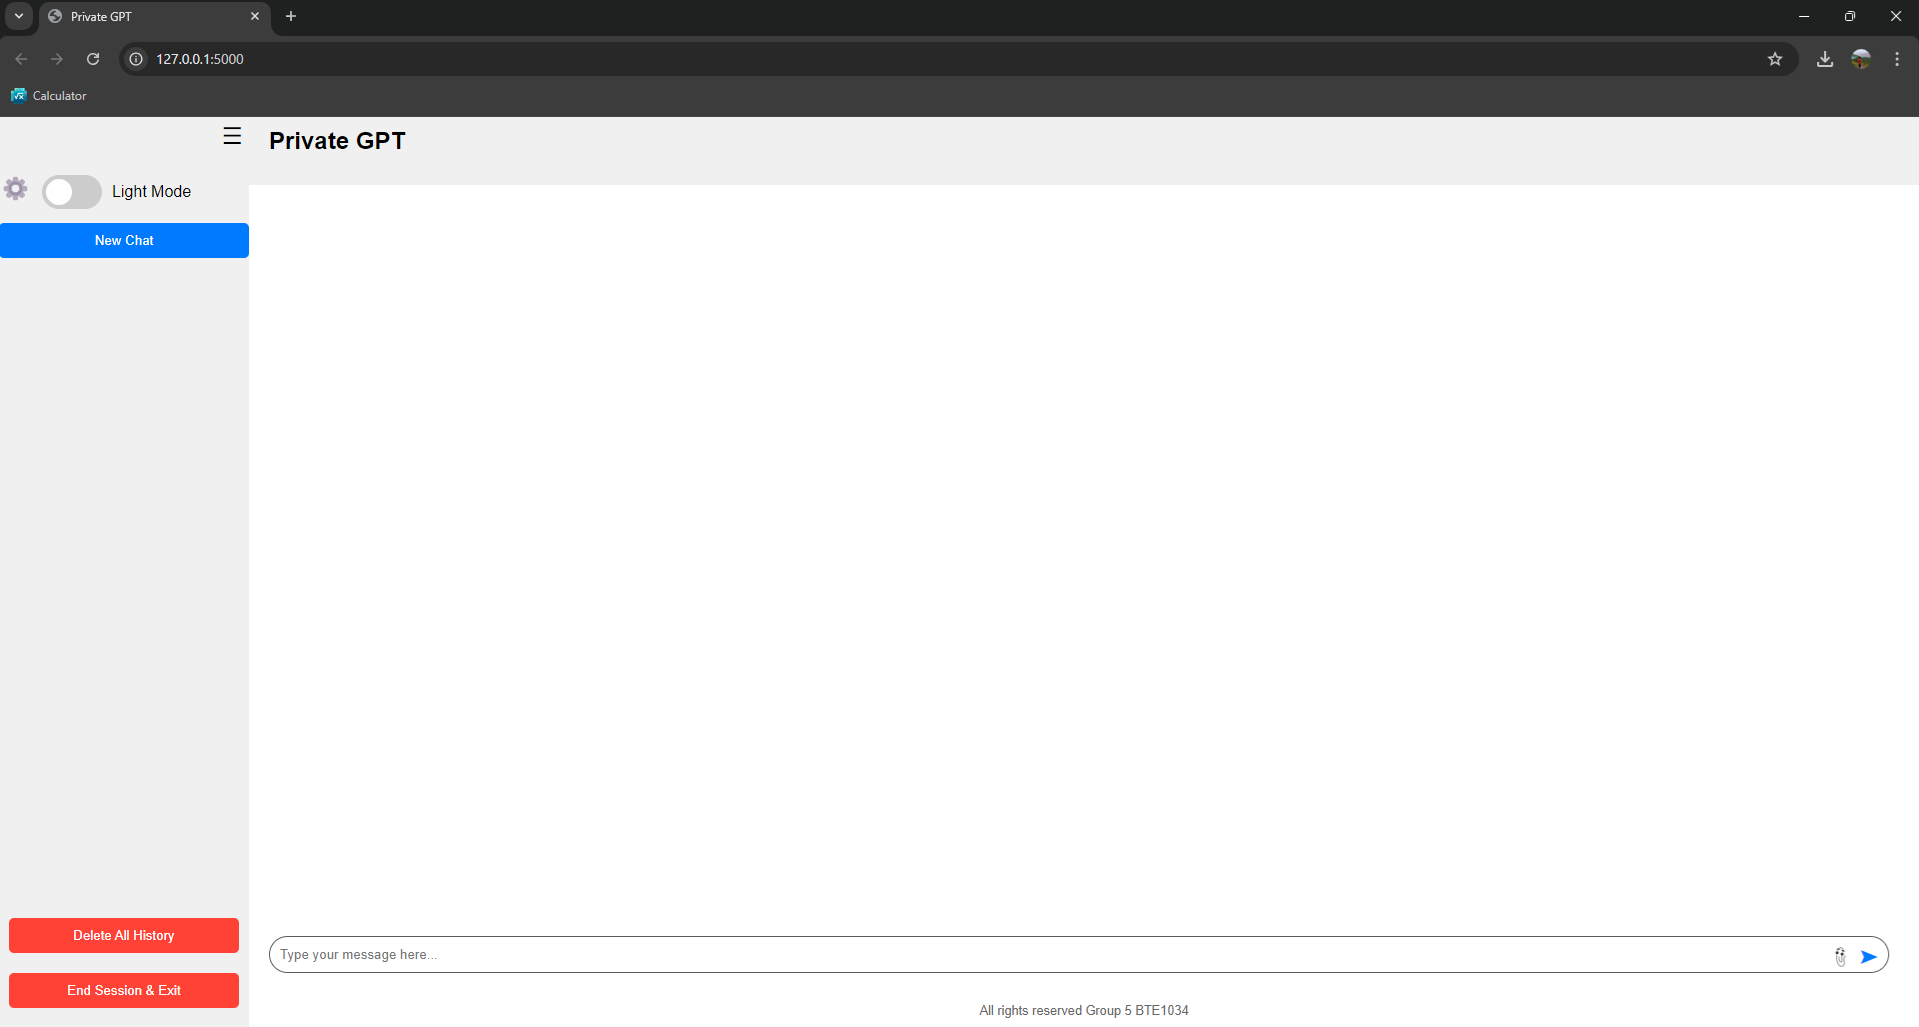 Private GPT
127.0.0.1:5000
Calculator
Private GPT
Light Mode
New Chat
Delete All History
End Session & Exit
Type your message here...
All rights reserved Group 5 BTE1034